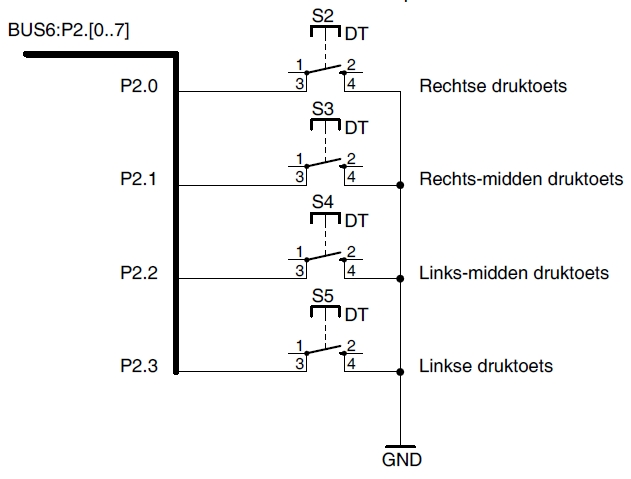 S2
BUS6:P2.[0..7]
DT
1 2
P2.0 3 4 Rechtse druktoets
S3
DT
1 2
P2.1 3 4 Rechts-midden druktoets
S4
DT
1 2
P2.2 3 4 Links-midden druktoets
S5
DT
1 2
P2.3 3 4 Linkse druktoets
GND